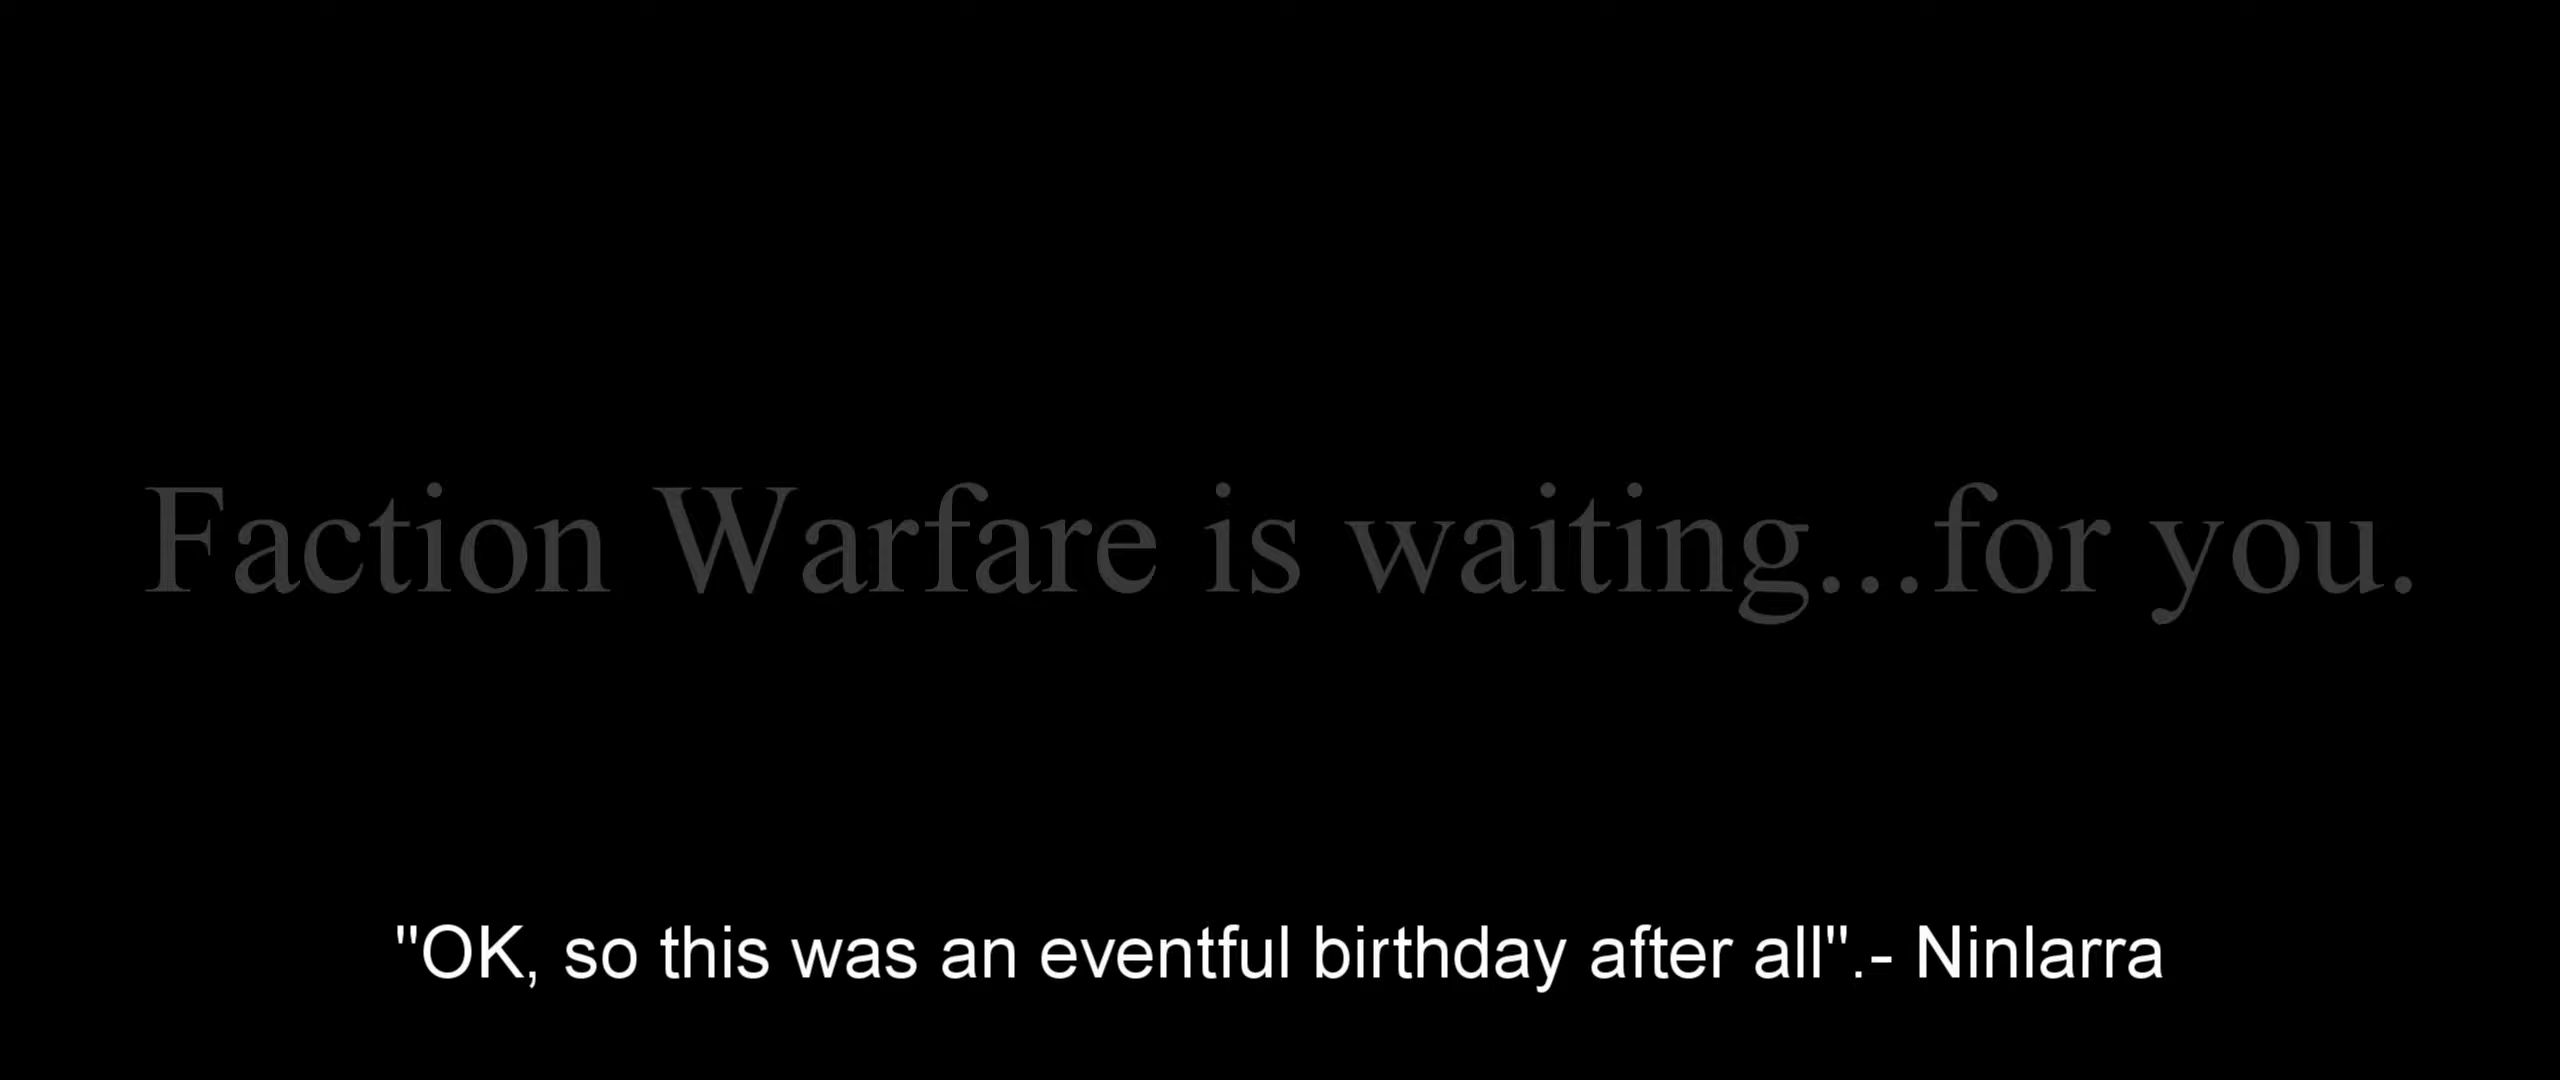 Faction Warfare is waiting...for you.
"OK, so this was an eventful birthday after all".- Ninlarra